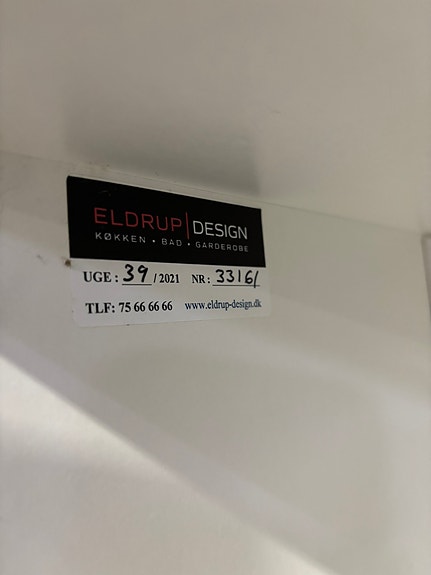 ELDRUP|DESIGN
KØKKEN • BAD • GARDEROBE
UGE: 39 / 2021 NR: 33161
TLF: 75 66 66 66 www.eldrup-design.dk